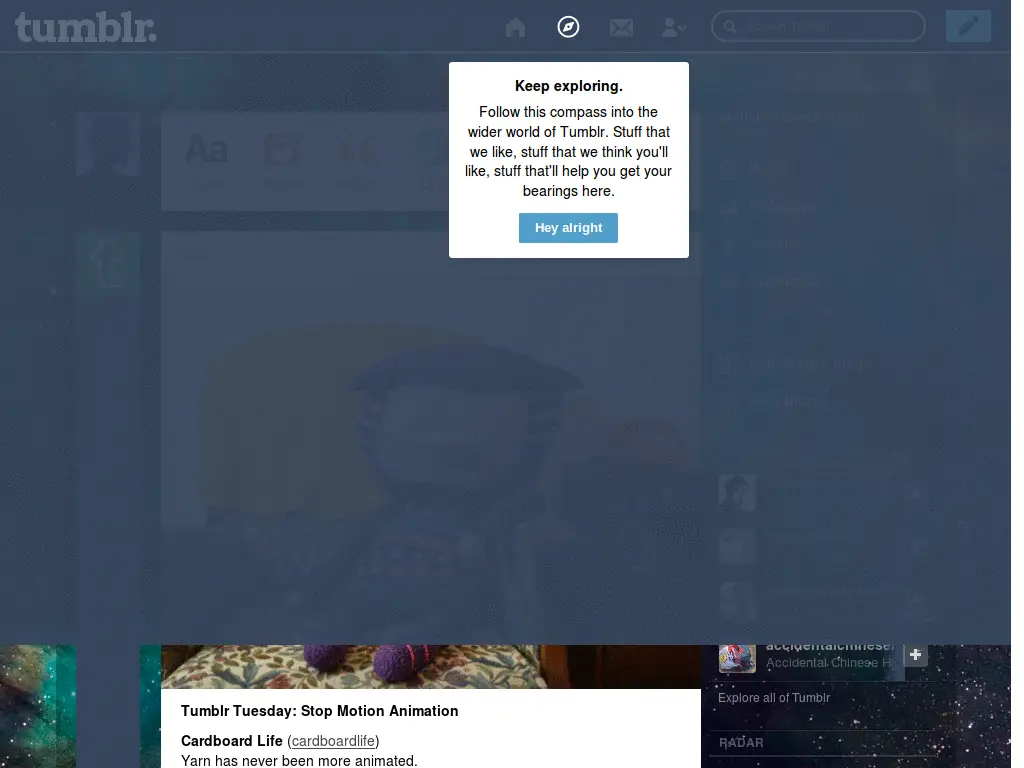 tumblr.
Search Tumblr
Keep exploring.
Follow this compass into the
wider world of Tumblr. Stuff that
we like, stuff that we think you'll
like, stuff that'll help you get your
bearings here.
Hey alright
Aa
accidentalchineser
Accidental Chinese Hi
Explore all of Tumblr
RADAR
Tumblr Tuesday: Stop Motion Animation
Cardboard Life (cardboardlife)
Yarn has never been more animated.